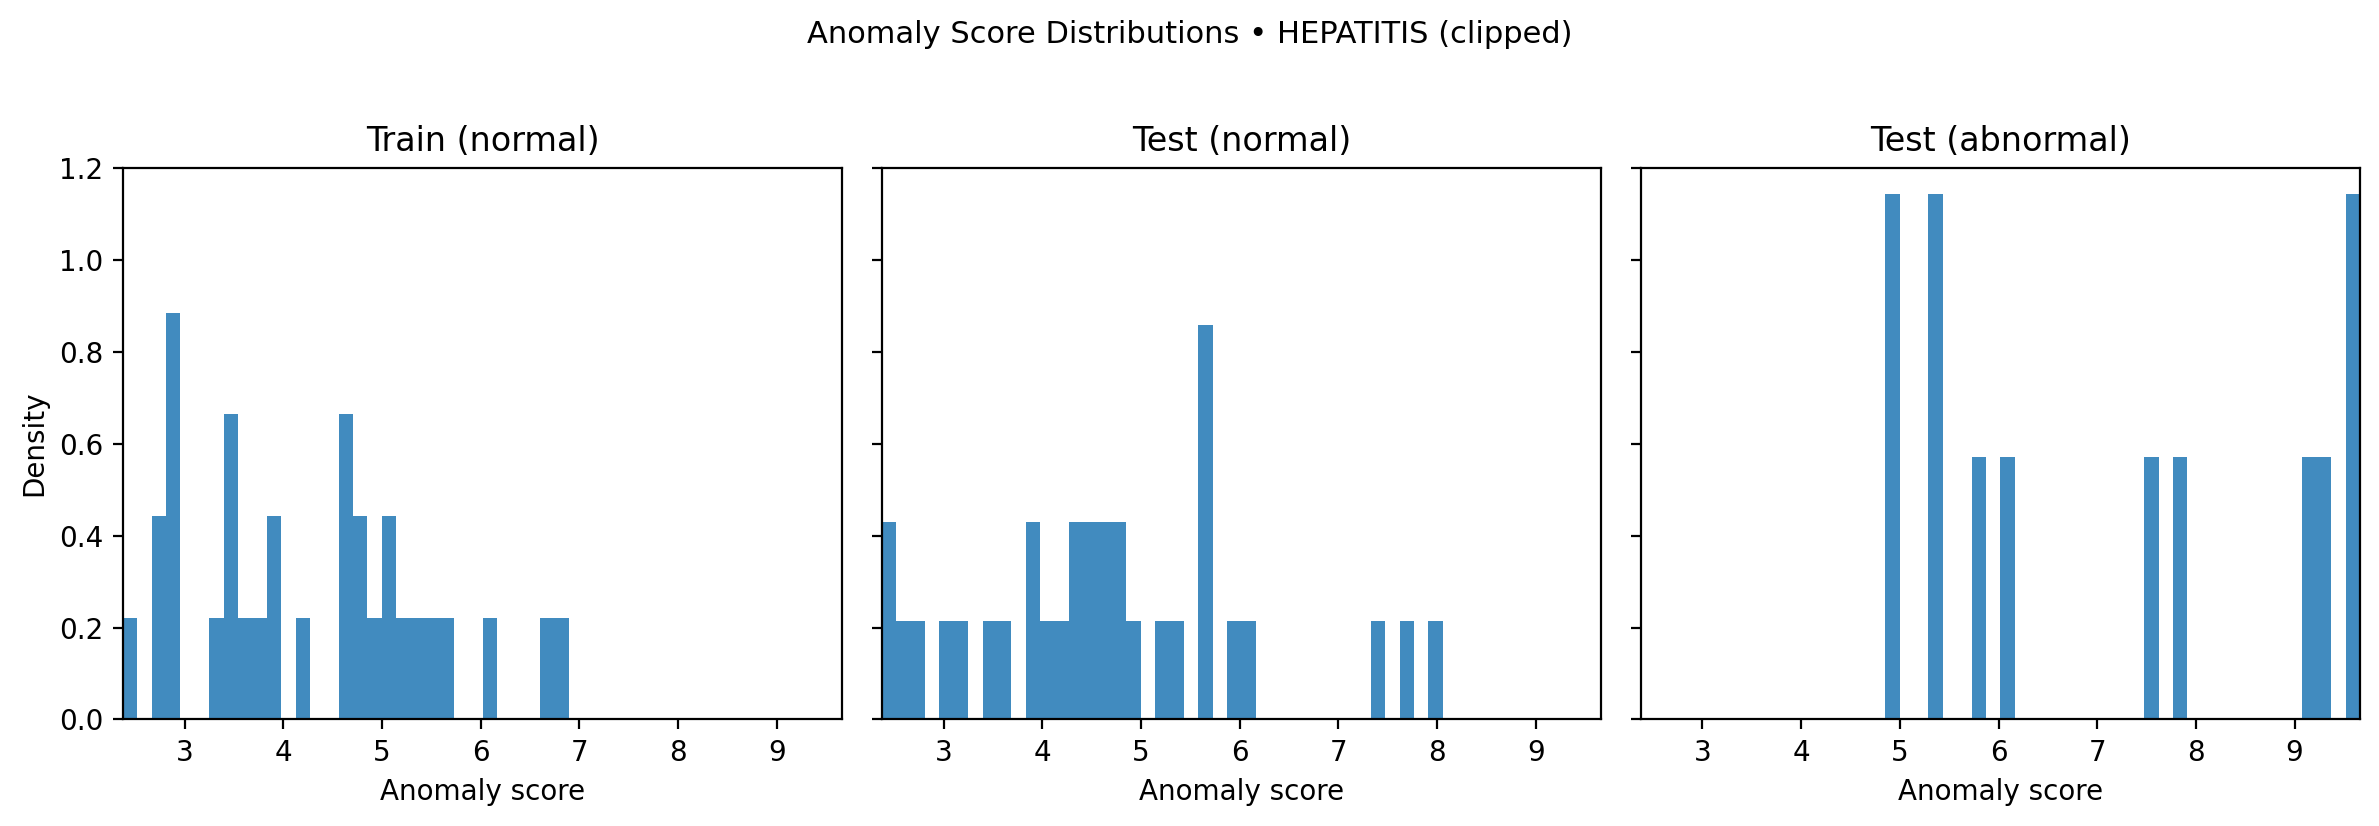 Anomaly Score Distributions • HEPATITIS (clipped)
Train (normal)
Test (normal)
Test (abnormal)
1.2
1.0
0.8
0.6
0.4
0.2
0.0
Density
3 4 5 6 7 8 9
3 4 5 6 7 8 9
3 4 5 6 7 8 9
Anomaly score
Anomaly score
Anomaly score